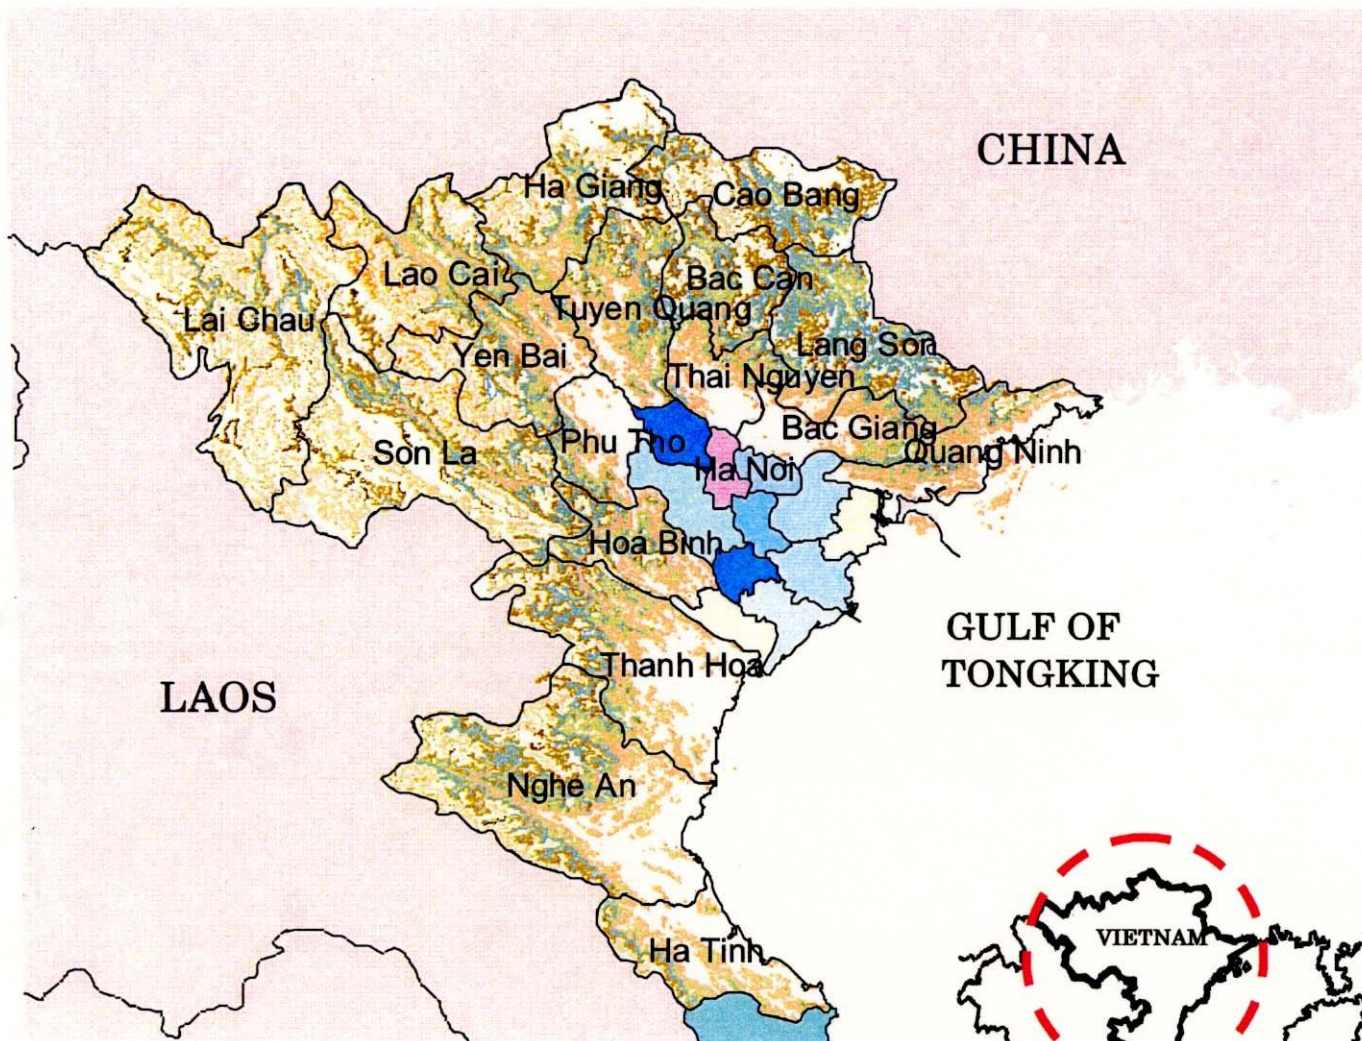 CHINA
Ha Giang
Cao Bang
Lao Cai
Bac Can
Tuyen Quang
Lai Chau
Lang Son
Yen Bai
Thai Nguyen
Bac Giang
Phu Tho
Son La
Quang Ninh
Ha Noi
Hoa Binh
GULF OF
TONGKING
Thanh Hoa
LAOS
Nghe An
VIETNAM
Ha Tinh